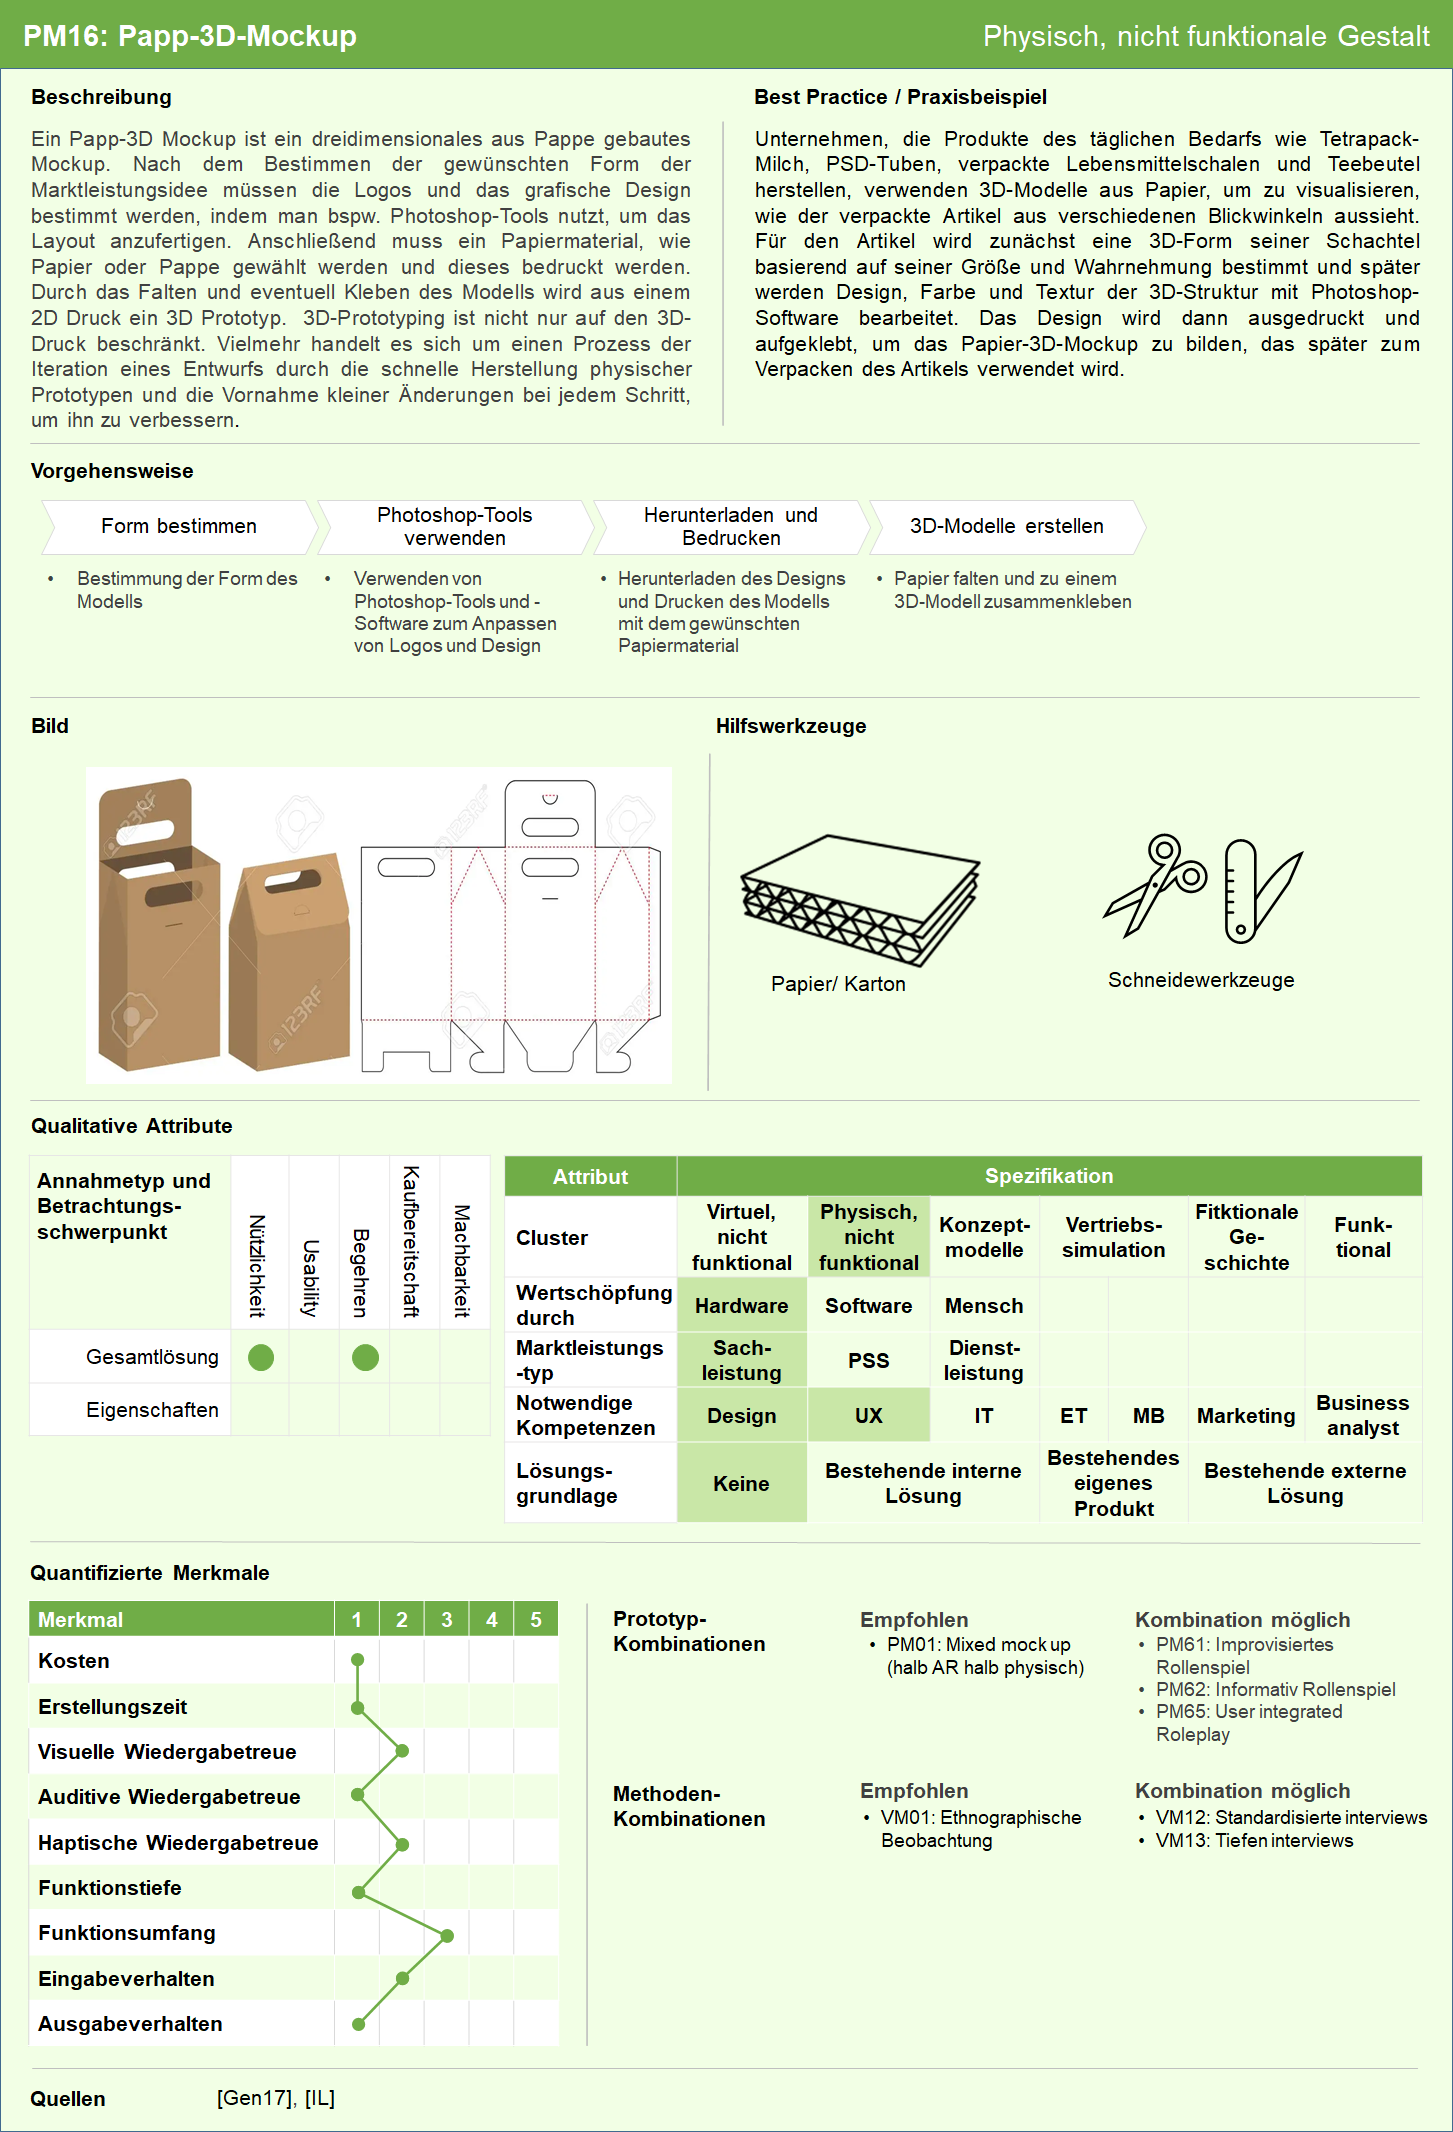 PM16: Papp-3D-Mockup
Physisch, nicht funktionale Gestalt
Beschreibung
Ein Papp-3D Mockup ist ein dreidimensionales aus Pappe gebautes
Mockup. Nach dem Bestimmen der gewünschten Form der
Marktleistungsidee müssen die Logos und das grafische Design
bestimmt werden, indem man bspw. Photoshop-Tools nutzt, um das
Layout anzufertigen. Anschließend muss ein Papiermaterial, wie
Papier oder Pappe gewählt werden und dieses bedruckt werden.
Durch das Falten und eventuell Kleben des Modells wird aus einem
2D Druck ein 3D Prototyp. 3D-Prototyping ist nicht nur auf den 3D-
Druck beschränkt. Vielmehr handelt es sich um einen Prozess der
Iteration eines Entwurfs durch die schnelle Herstellung physischer
Prototypen und die Vornahme kleiner Änderungen bei jedem Schritt,
um ihn zu verbessern.
Best Practice / Praxisbeispiel
Unternehmen, die Produkte des täglichen Bedarfs wie Tetrapack-
Milch, PSD-Tuben, verpackte Lebensmittelschalen und Teebeutel
herstellen, verwenden 3D-Modelle aus Papier, um zu visualisieren,
wie der verpackte Artikel aus verschiedenen Blickwinkeln aussieht.
Für den Artikel wird zunächst eine 3D-Form seiner Schachtel
basierend auf seiner Größe und Wahrnehmung bestimmt und später
werden Design, Farbe und Textur der 3D-Struktur mit Photoshop-
Software bearbeitet. Das Design wird dann ausgedruckt und
aufgeklebt, um das Papier-3D-Mockup zu bilden, das später zum
Verpacken des Artikels verwendet wird.
Vorgehensweise
Form bestimmen
Photoshop-Tools
verwenden
Herunterladen und
Bedrucken
3D-Modelle erstellen
• Bestimmung der Form des
Modells
• Verwenden von
Photoshop-Tools und -
Software zum Anpassen
von Logos und Design
• Herunterladen des Designs
und Drucken des Modells
mit dem gewünschten
Papiermaterial
• Papier falten und zu einem
3D-Modell zusammenkleben
Bild
123RF
123RF
123RF
123RF
Hilfswerkzeuge
Papier/ Karton
Schneidewerkzeuge
Qualitative Attribute
Annahmetyp und
Betrachtungs-
schwerpunkt
Nützlichkeit
Usability
Begehren
Kaufbereitschaft
Machbarkeit
Gesamtlösung
Eigenschaften
Attribut
Spezifikation
Cluster
Virtuel,
nicht
funktional
Physisch,
nicht
funktional
Konzept-
modelle
Vertriebs-
simulation
Fitktionale
Ge-
schichte
Funk-
tional
Wertschöpfung
durch
Hardware
Software
Mensch
Marktleistungs
-typ
Sach-
leistung
PSS
Dienst-
leistung
Notwendige
Kompetenzen
Design
UX
IT
ET
MB
Marketing
Business
analyst
Lösungs-
grundlage
Keine
Bestehende interne
Lösung
Bestehendes
eigenes
Produkt
Bestehende externe
Lösung
Quantifizierte Merkmale
Merkmal 1 2 3 4 5
Kosten
Erstellungszeit
Visuelle Wiedergabetreue
Auditive Wiedergabetreue
Haptische Wiedergabetreue
Funktionstiefe
Funktionsumfang
Eingabeverhalten
Ausgabeverhalten
Prototyp-
Kombinationen
Empfohlen
• PM01: Mixed mock up
(halb AR halb physisch)
Kombination möglich
• PM61: Improvisiertes
Rollenspiel
• PM62: Informativ Rollenspiel
• PM65: User integrated
Roleplay
Methoden-
Kombinationen
Empfohlen
• VM01: Ethnographische
Beobachtung
Kombination möglich
• VM12: Standardisierte interviews
• VM13: Tiefen interviews
Quellen
[Gen17], [IL]